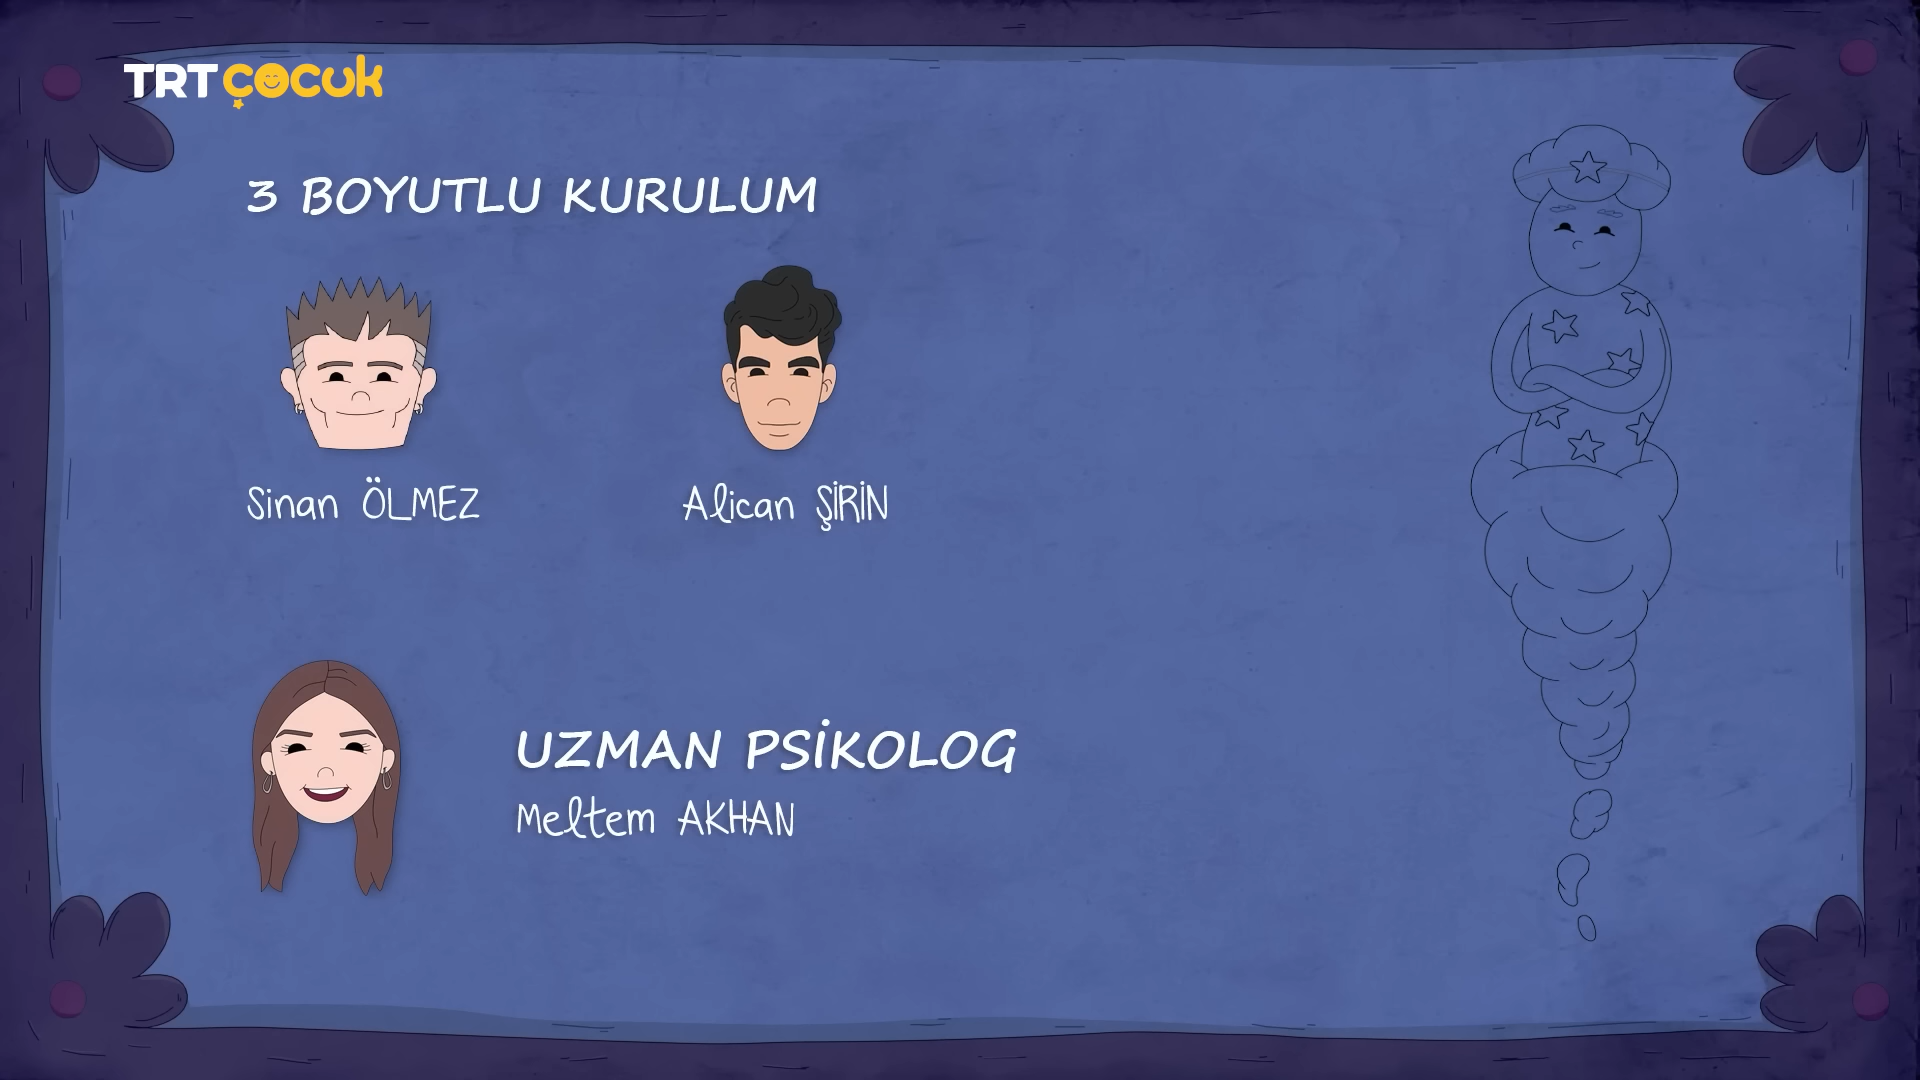 TRT çocuk
3 BOYUTLU KURULUM
Sinan ÖLMEZ
Alican ŞİRİN
UZMAN PSİKOLOG
Meltem AKHAN